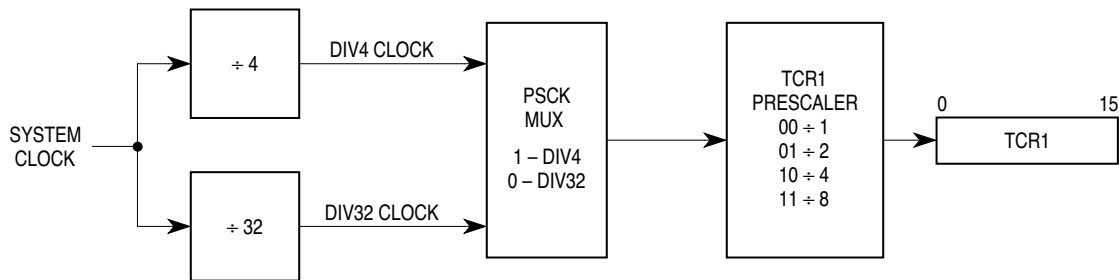 SYSTEM
CLOCK
÷ 4
÷ 32
DIV4 CLOCK
DIV32 CLOCK
PSCK
MUX
1 – DIV4
0 – DIV32
TCR1
PRESCALER
00 ÷ 1
01 ÷ 2
10 ÷ 4
11 ÷ 8
0 15
TCR1